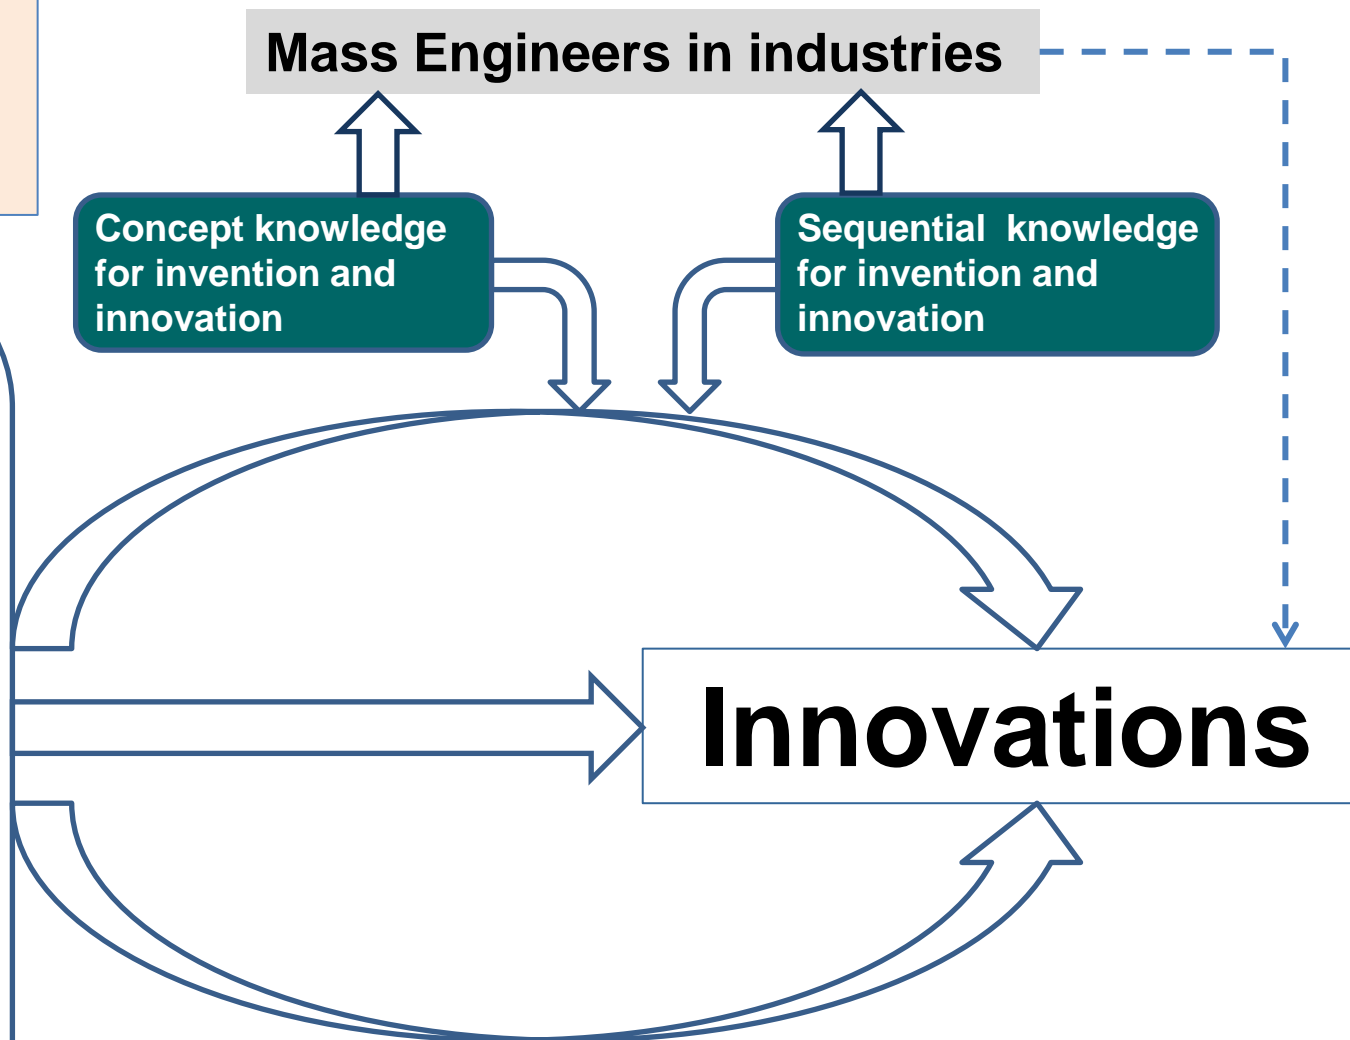 Mass Engineers in industries
Concept knowledge
for invention and
innovation
Sequential  knowledge
for invention and
innovation
Innovations